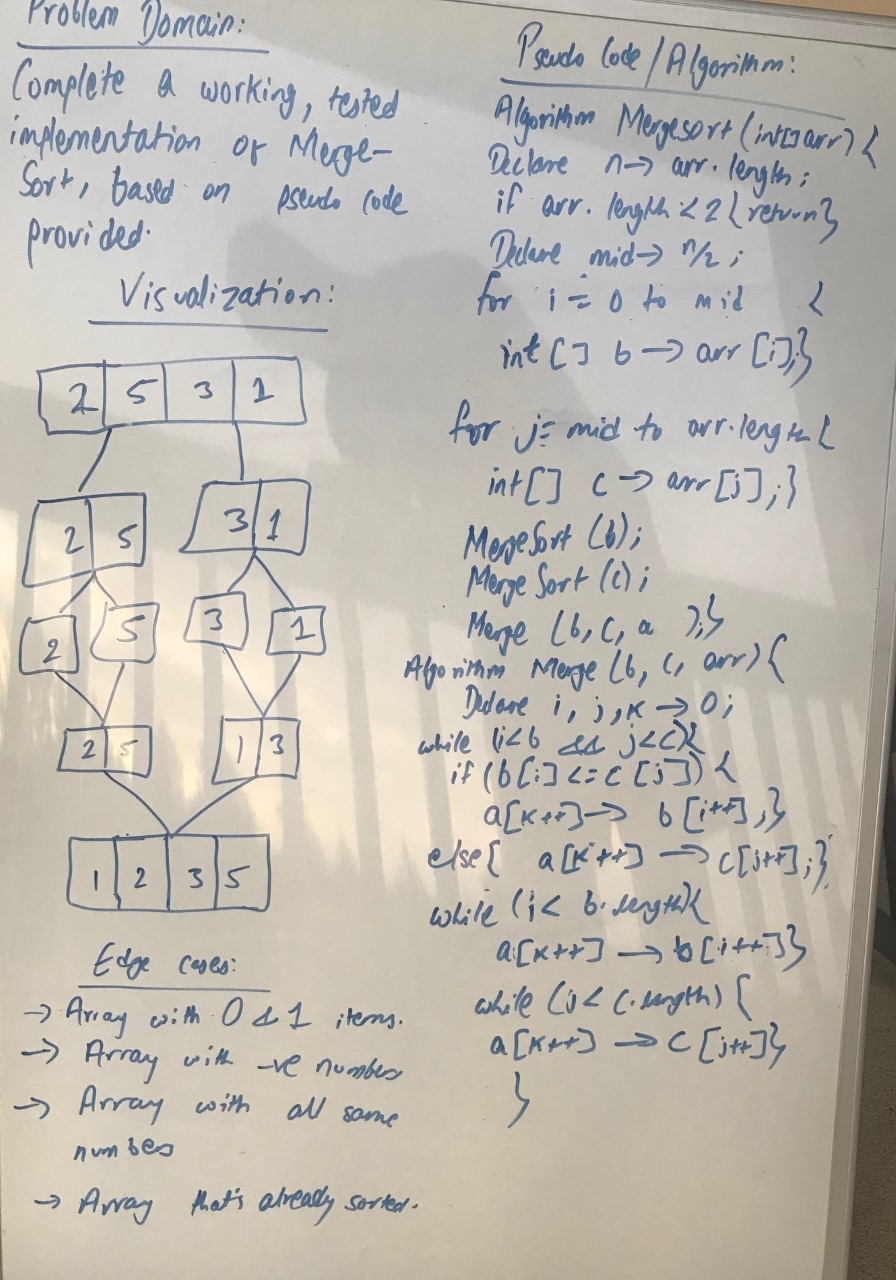 Problem Domain:
Complete a working, tested
implementation of Merge-
Sort, based on pseudo code
provided.
Visualization:
2 5 3 1
2 5 3 1
2 5 3 1
2 5 1 3
1 2 3 5
Edge cases:
→ Array with 0 & 1 items.
→ Array with -ve numbers
→ Array with all same
numbers
→ Array that's already sorted.
Pseudo Code / Algorithm:
Algorithm Mergesort (int[] arr) {
Declare n → arr.length;
if arr.length < 2 { return }
Declare mid → n/2;
for i = 0 to mid {
int [] b → arr [i];}
for j = mid to arr.length {
int[] c → arr[j];}
MergeSort (b);
MergeSort (c);
Merge (b, c, a );}
Algorithm Merge (b, c, arr) {
Declare i, j, k → 0;
while (i<b && j<c){
if (b[i] <= c [j]) {
a[k++] → b[i++];}
else{ a[k++] → c[j++];}
while (i < b.length){
a[k++] → b[i++]}
while (j < c.length) {
a[k++] → c [j++]}
}